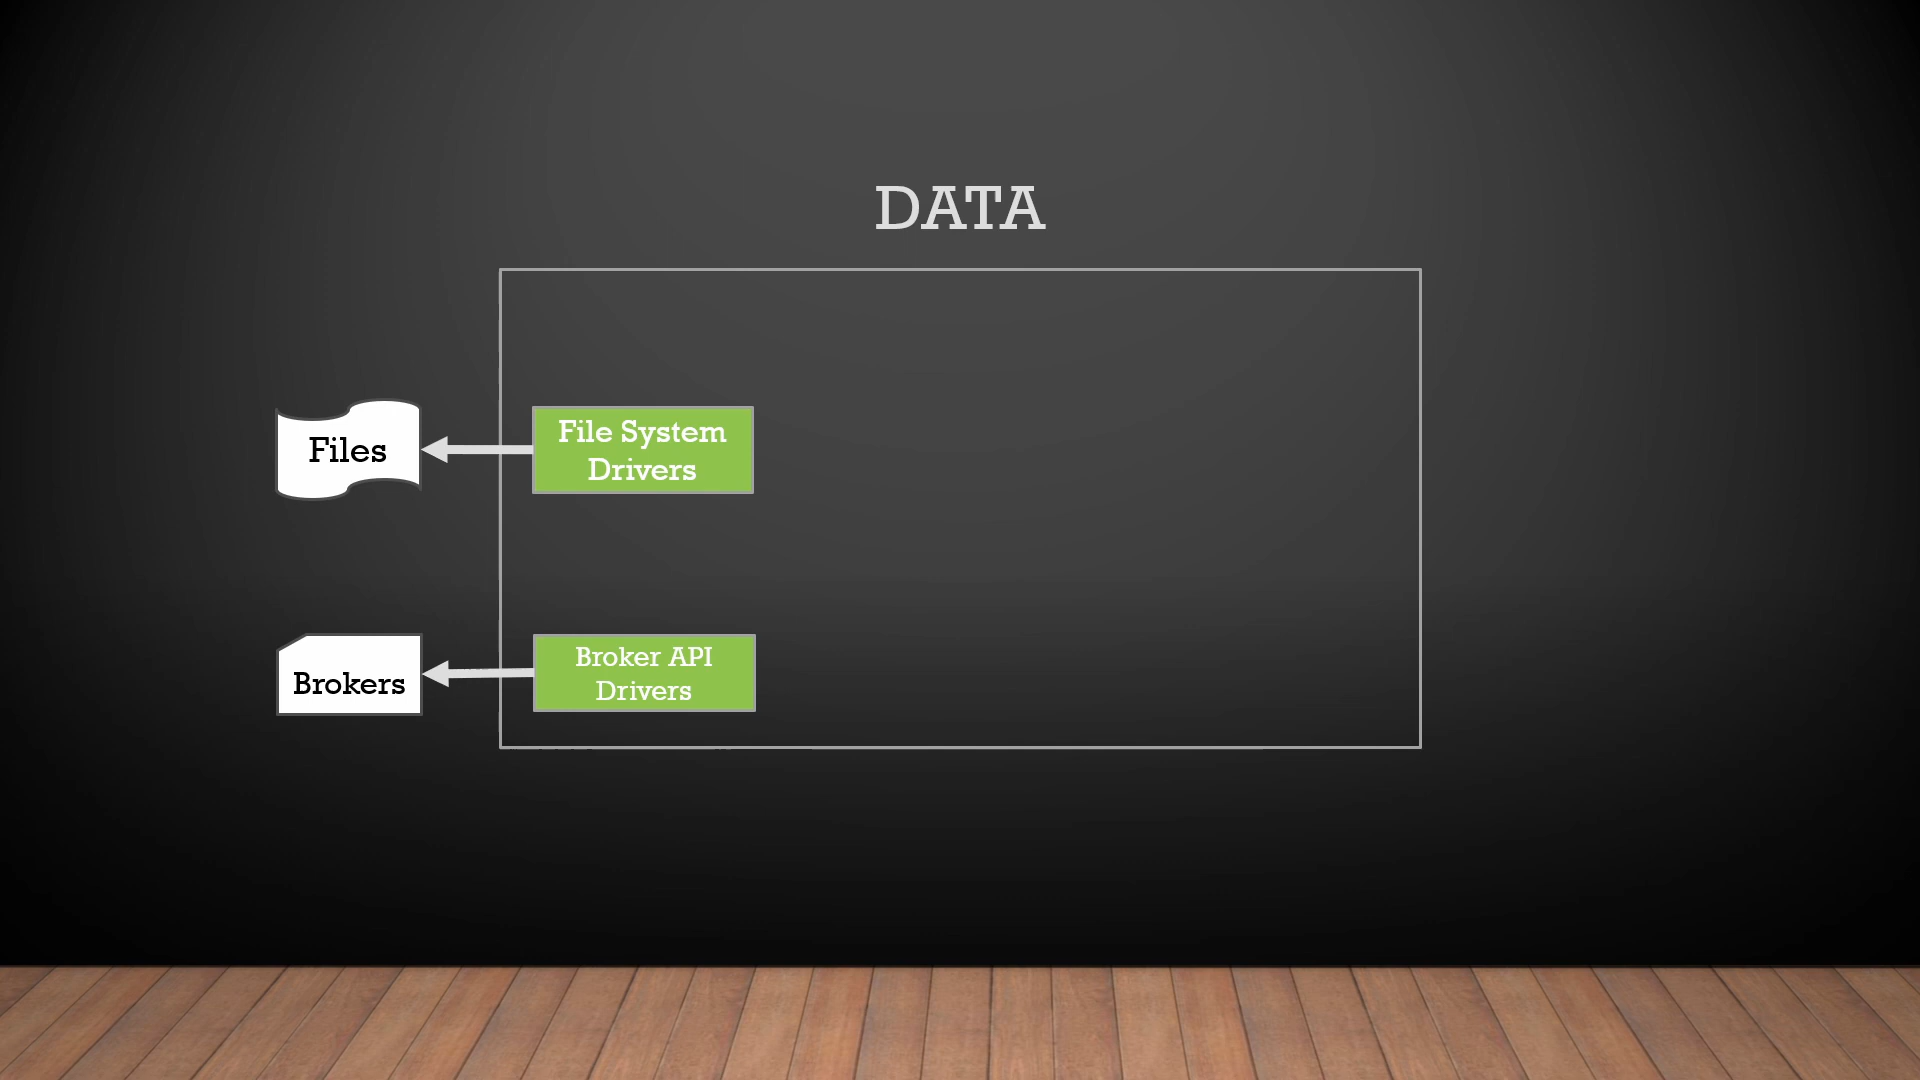 DATA
Files
File System
Drivers
Brokers
Broker API
Drivers